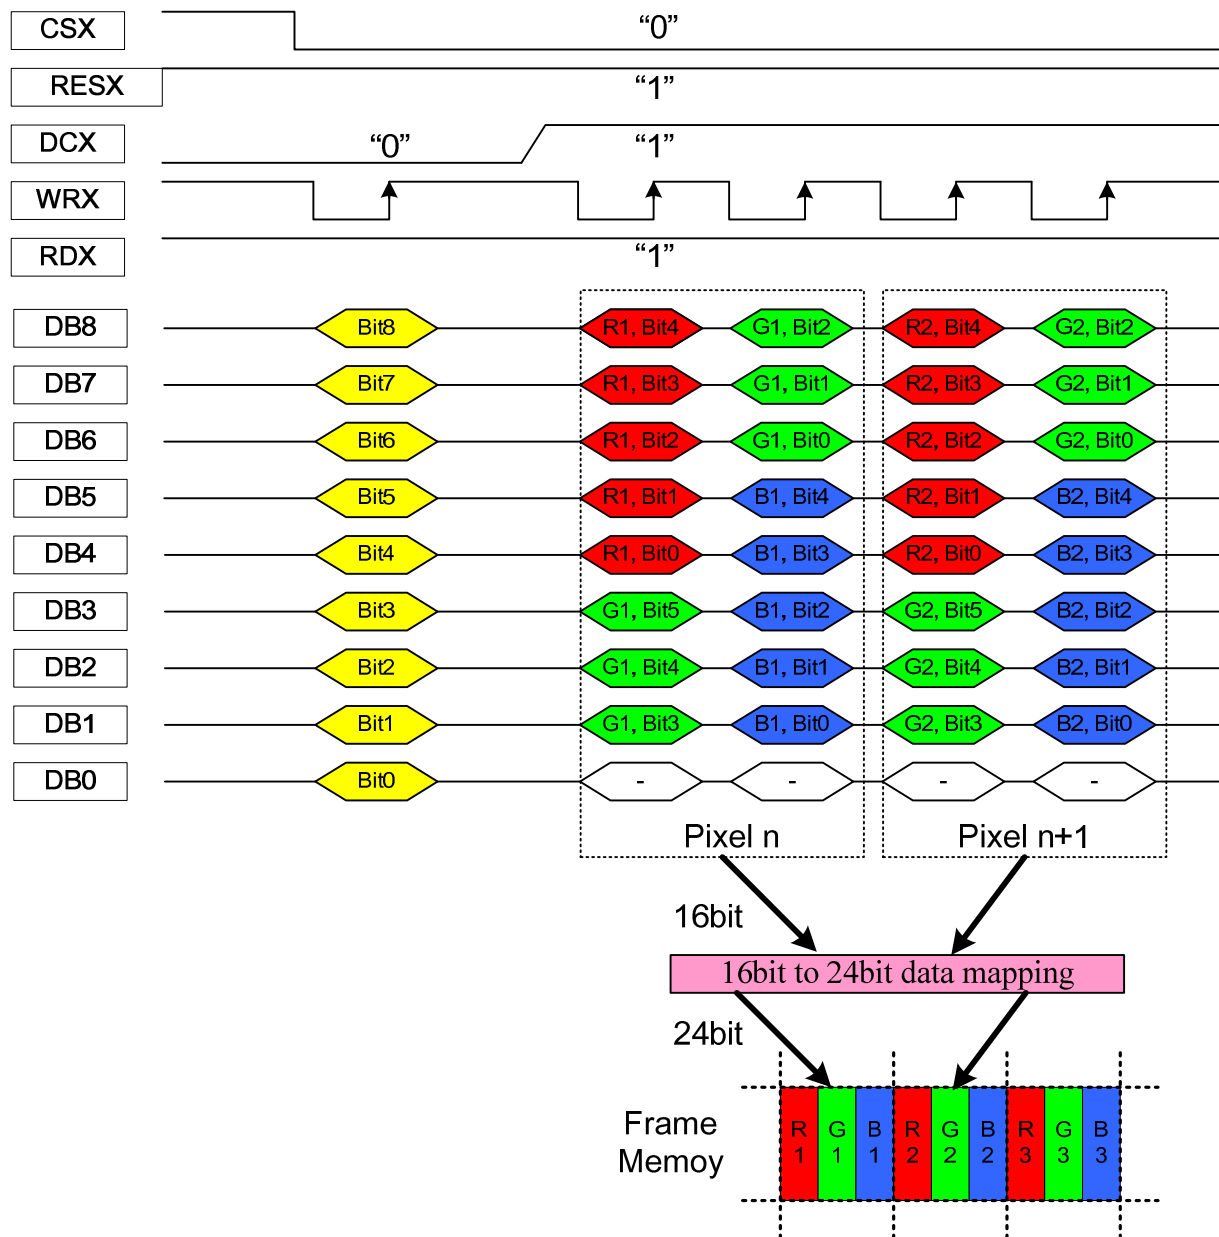 CSX “0”
RESX “1”
DCX “0” “1”
WRX
RDX “1”
DB8 Bit8 R1, Bit4 G1, Bit2 R2, Bit4 G2, Bit2
DB7 Bit7 R1, Bit3 G1, Bit1 R2, Bit3 G2, Bit1
DB6 Bit6 R1, Bit2 G1, Bit0 R2, Bit2 G2, Bit0
DB5 Bit5 R1, Bit1 B1, Bit4 R2, Bit1 B2, Bit4
DB4 Bit4 R1, Bit0 B1, Bit3 R2, Bit0 B2, Bit3
DB3 Bit3 G1, Bit5 B1, Bit2 G2, Bit5 B2, Bit2
DB2 Bit2 G1, Bit4 B1, Bit1 G2, Bit4 B2, Bit1
DB1 Bit1 G1, Bit3 B1, Bit0 G2, Bit3 B2, Bit0
DB0 Bit0 - - - -
Pixel n Pixel n+1
16bit
16bit to 24bit data mapping
24bit
Frame
Memoy
R G B R G B R G B
1 1 1 2 2 2 3 3 3